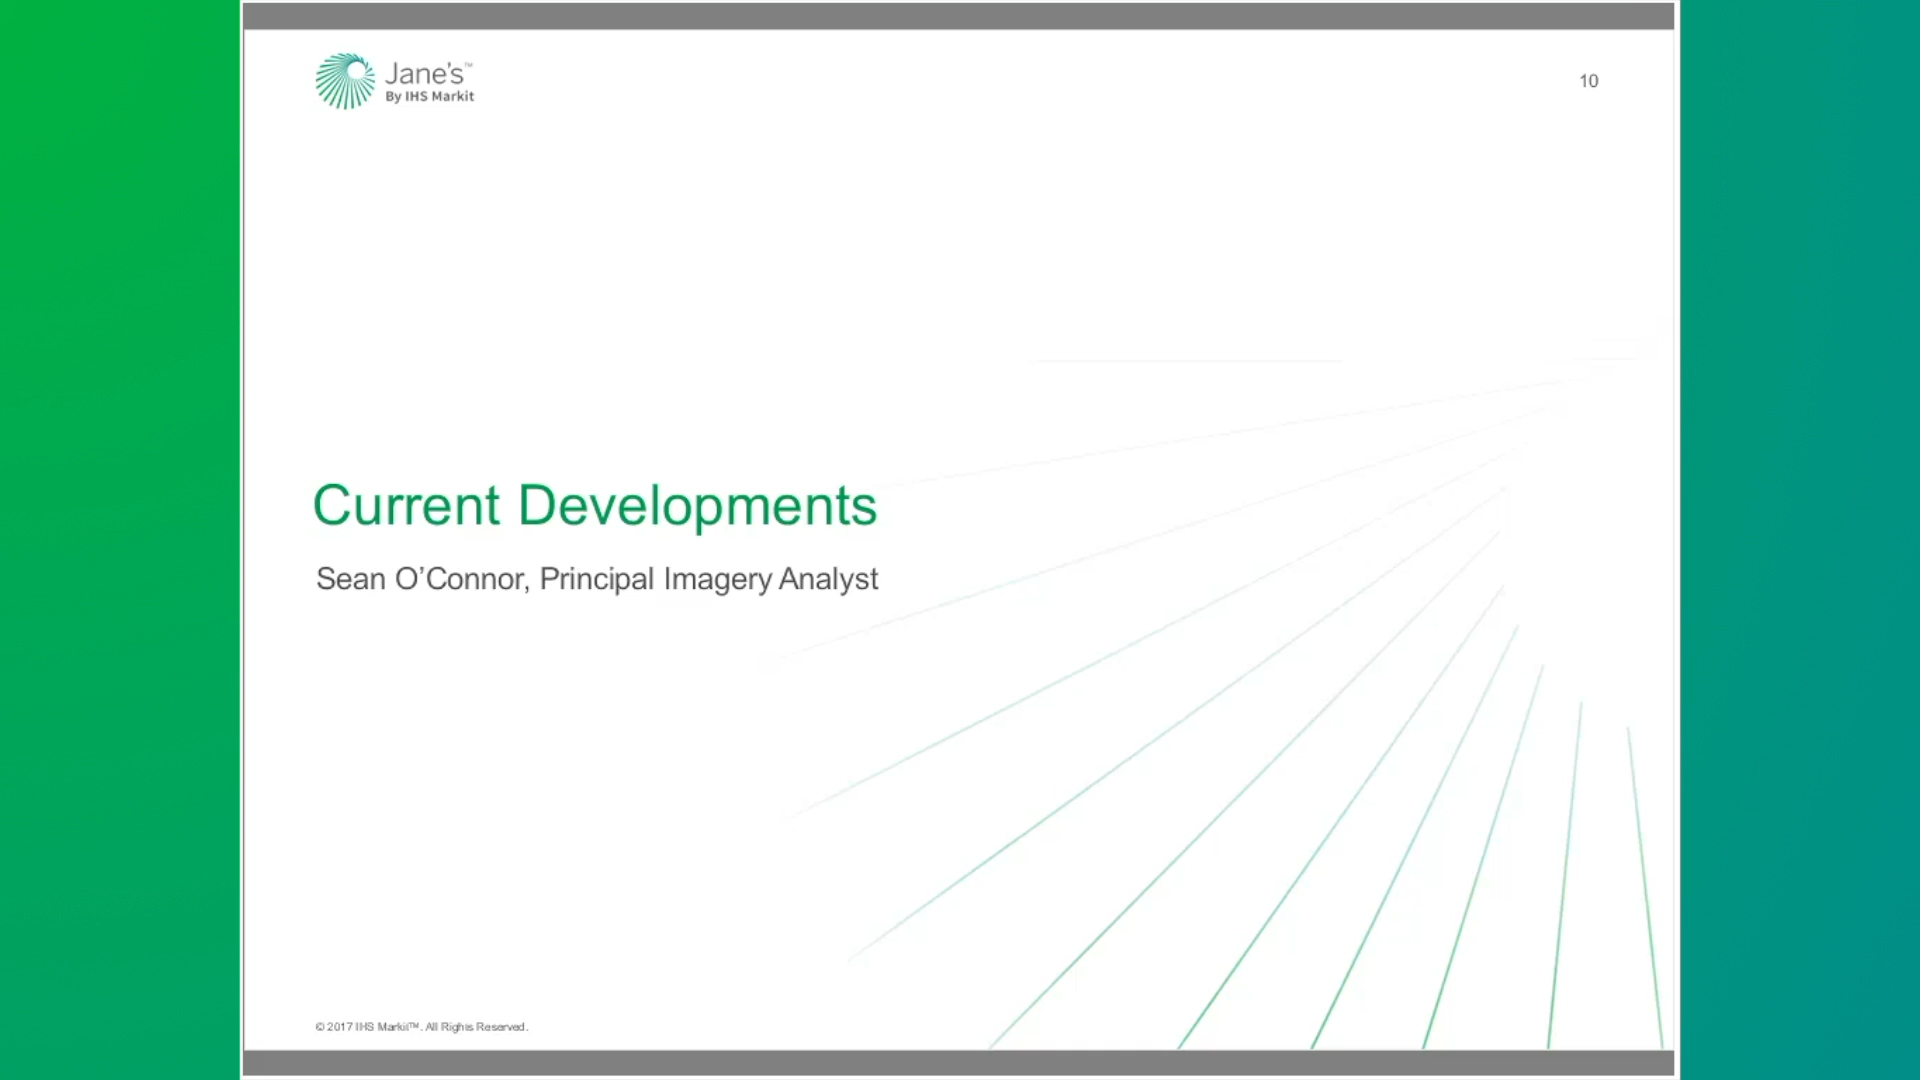 Jane's™
By IHS Markit
10
Current Developments
Sean O’Connor, Principal Imagery Analyst
© 2017 IHS Markit™. All Rights Reserved.